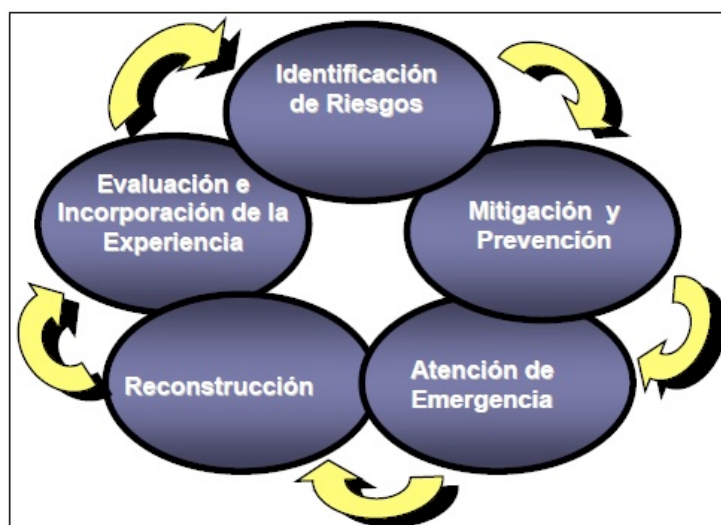 Identificación
de Riesgos
Mitigación y
Prevención
Atención de
Emergencia
Reconstrucción
Evaluación e
Incorporación de la
Experiencia